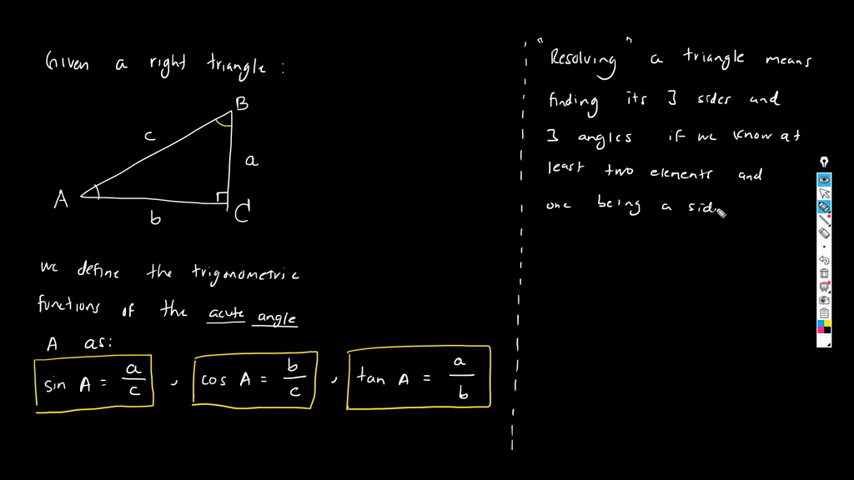 Given a right triangle :
B
c
a
A
b
C
we define the trigonometric
functions of the acute angle
A as:
sin A = a/c , cos A = b/c , tan A = a/b
"Resolving" a triangle means
finding its 3 sides and
3 angles if we know at
least two elements and
one being a side